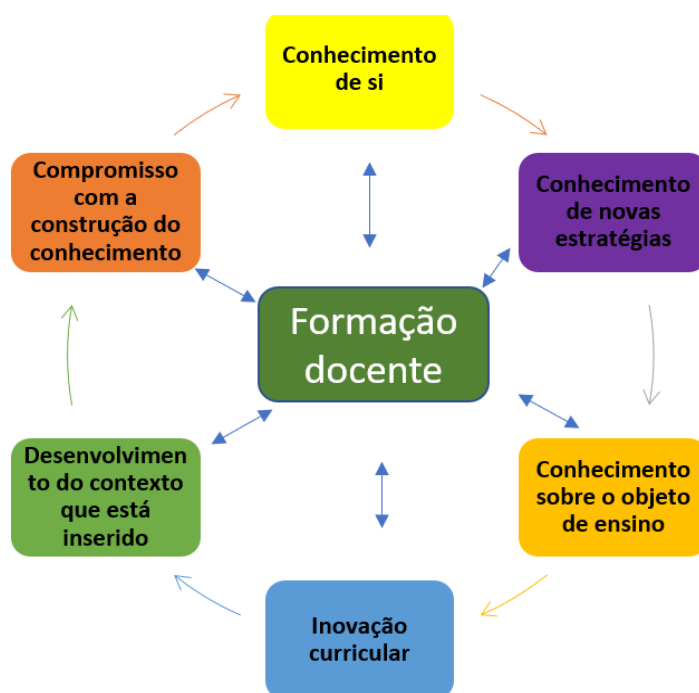 Conhecimento
de si
Compromisso
com a
construção do
conhecimento
Conhecimento
de novas
estratégias
Formação
docente
Desenvolvimen
to do contexto
que está
inserido
Conhecimento
sobre o objeto
de ensino
Inovação
curricular